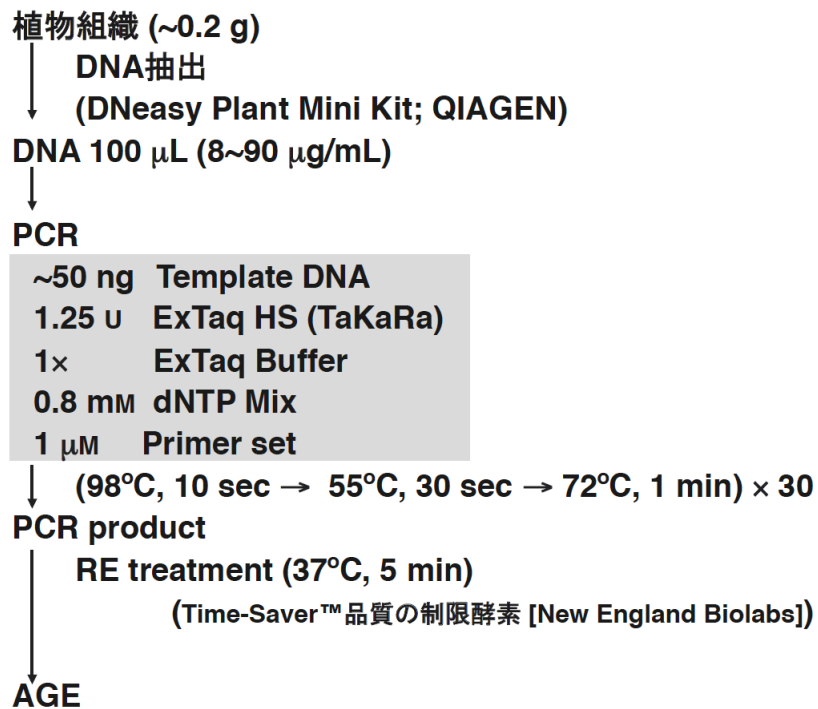 植物組織 (~0.2 g)
DNA抽出
(DNeasy Plant Mini Kit; QIAGEN)
DNA 100 μL (8~90 μg/mL)
PCR
~50 ng Template DNA
1.25 U ExTaq HS (TaKaRa)
1× ExTaq Buffer
0.8 mM dNTP Mix
1 μM Primer set
(98ºC, 10 sec → 55ºC, 30 sec → 72ºC, 1 min) × 30
PCR product
RE treatment (37ºC, 5 min)
(Time-Saver™品質の制限酵素 [New England Biolabs])
AGE